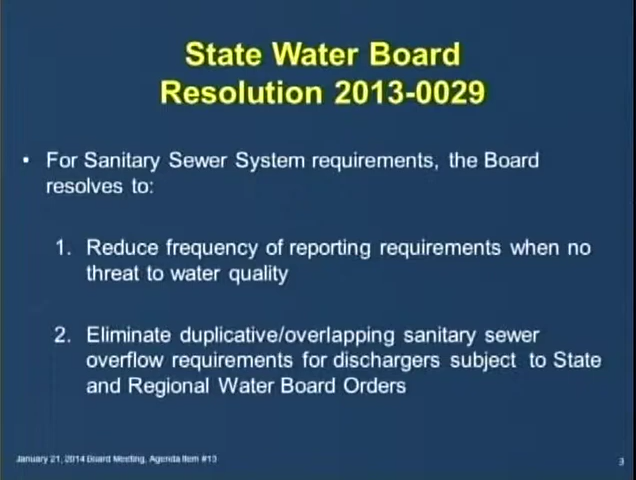 State Water Board
Resolution 2013-0029
• For Sanitary Sewer System requirements, the Board
resolves to:
1. Reduce frequency of reporting requirements when no
threat to water quality
2. Eliminate duplicative/overlapping sanitary sewer
overflow requirements for dischargers subject to State
and Regional Water Board Orders
January 21, 2014 Board Meeting, Agenda Item #13
3